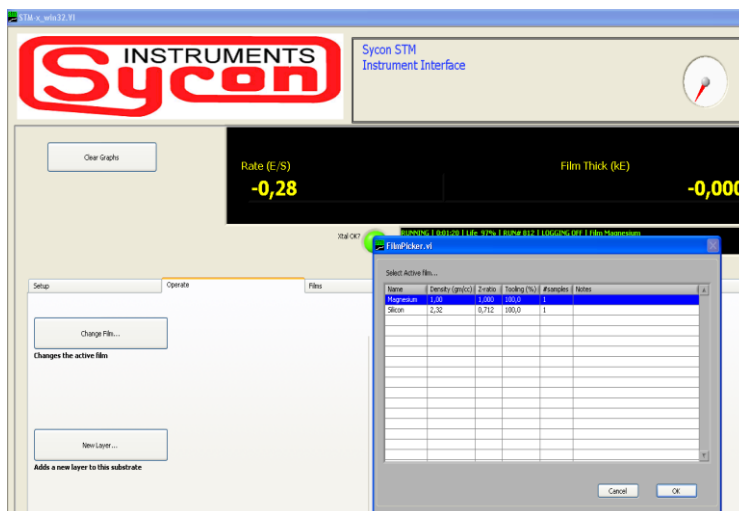 STM-x_win32.VI
INSTRUMENTS
Sycon
Sycon STM
Instrument Interface
Clear Graphs
Rate (E/S)
Film Thick (kE)
-0,28
-0,000
Xtal OK?
RUNNING | 0:01:20 | Life 97% | RUN# 012 | LOGGING OFF | Film Magnesium
FilmPicker.vi
Select Active film...
Setup
Operate
Films
Name Density (gm/cc) Z-ratio Tooling (%) #samples Notes
Magnesium 1,00 1,000 100,0 1
Silicon 2,32 0,712 100,0 1
Change Film...
Changes the active film
New Layer...
Adds a new layer to this substrate
Cancel
OK